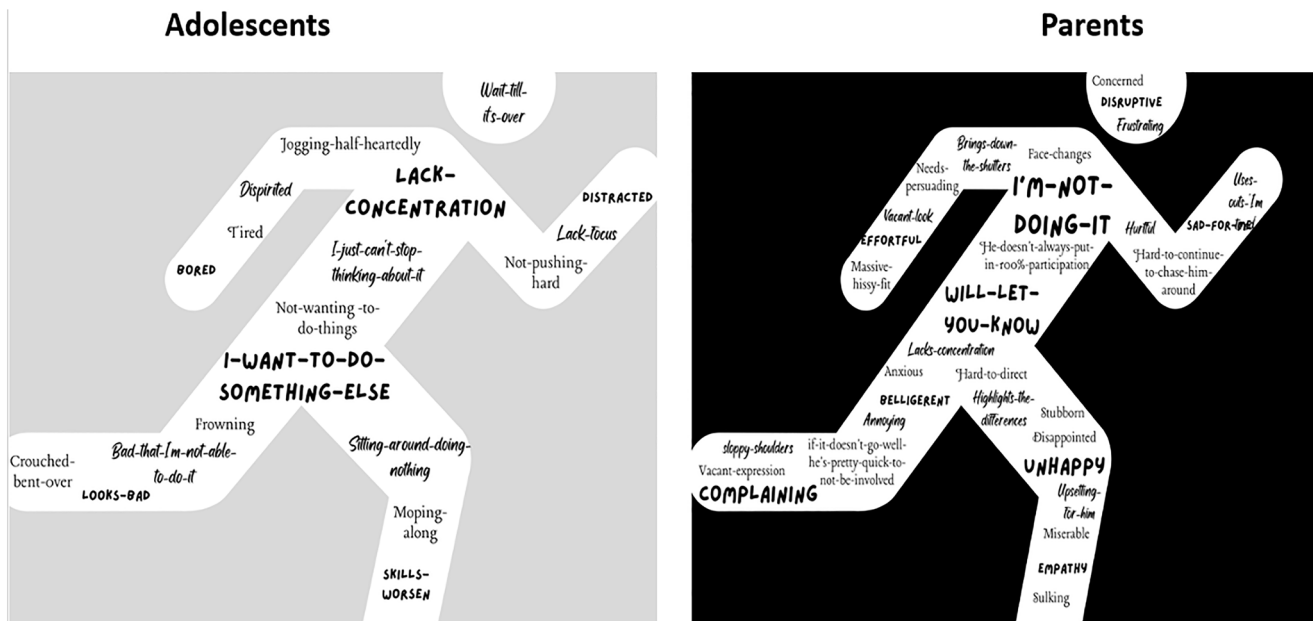 Adolescents
Wait-till-
it's-over
Jogging-half-heartedly
LACK-
CONCENTRATION
Dispirited
Tired
BORED
DISTRACTED
Lack-focus
Not-pushing-
hard
I-just-can't-stop-
thinking-about-it
Not-wanting -to-
do-things
I-WANT-TO-DO-
SOMETHING-ELSE
Frowning
Bad-that-I'm-not-able-
to-do-it
Crouched-
bent-over
LOOKS-BAD
Sitting-around-doing-
nothing
Moping-
along
SKILLS-
WORSEN
Parents
Concerned
DISRUPTIVE
Frustrating
Brings-down-
the-shutters
Face-changes
Needs-
persuading
I'M-NOT-
DOING-IT
Vacant-look
EFFORTFUL
Massive-
hissy-fit
Hurtful
Uses-
outs-I'm
SAD-FOR-
Hard-to-continue-
to-chase-him-
around
He-doesn't-always-put-
in-100%-participation
WILL-LET-
YOU-KNOW
Lacks-concentration
Anxious
Hard-to-direct
BELLIGERENT
Highlights-the-
differences
Annoying
Stubborn
Disappointed
sloppy-shoulders
if-it-doesn't-go-well-
he's-pretty-quick-to-
not-be-involved
Vacant-expression
COMPLAINING
UNHAPPY
Upsetting-
for-him
Miserable
EMPATHY
Sulking